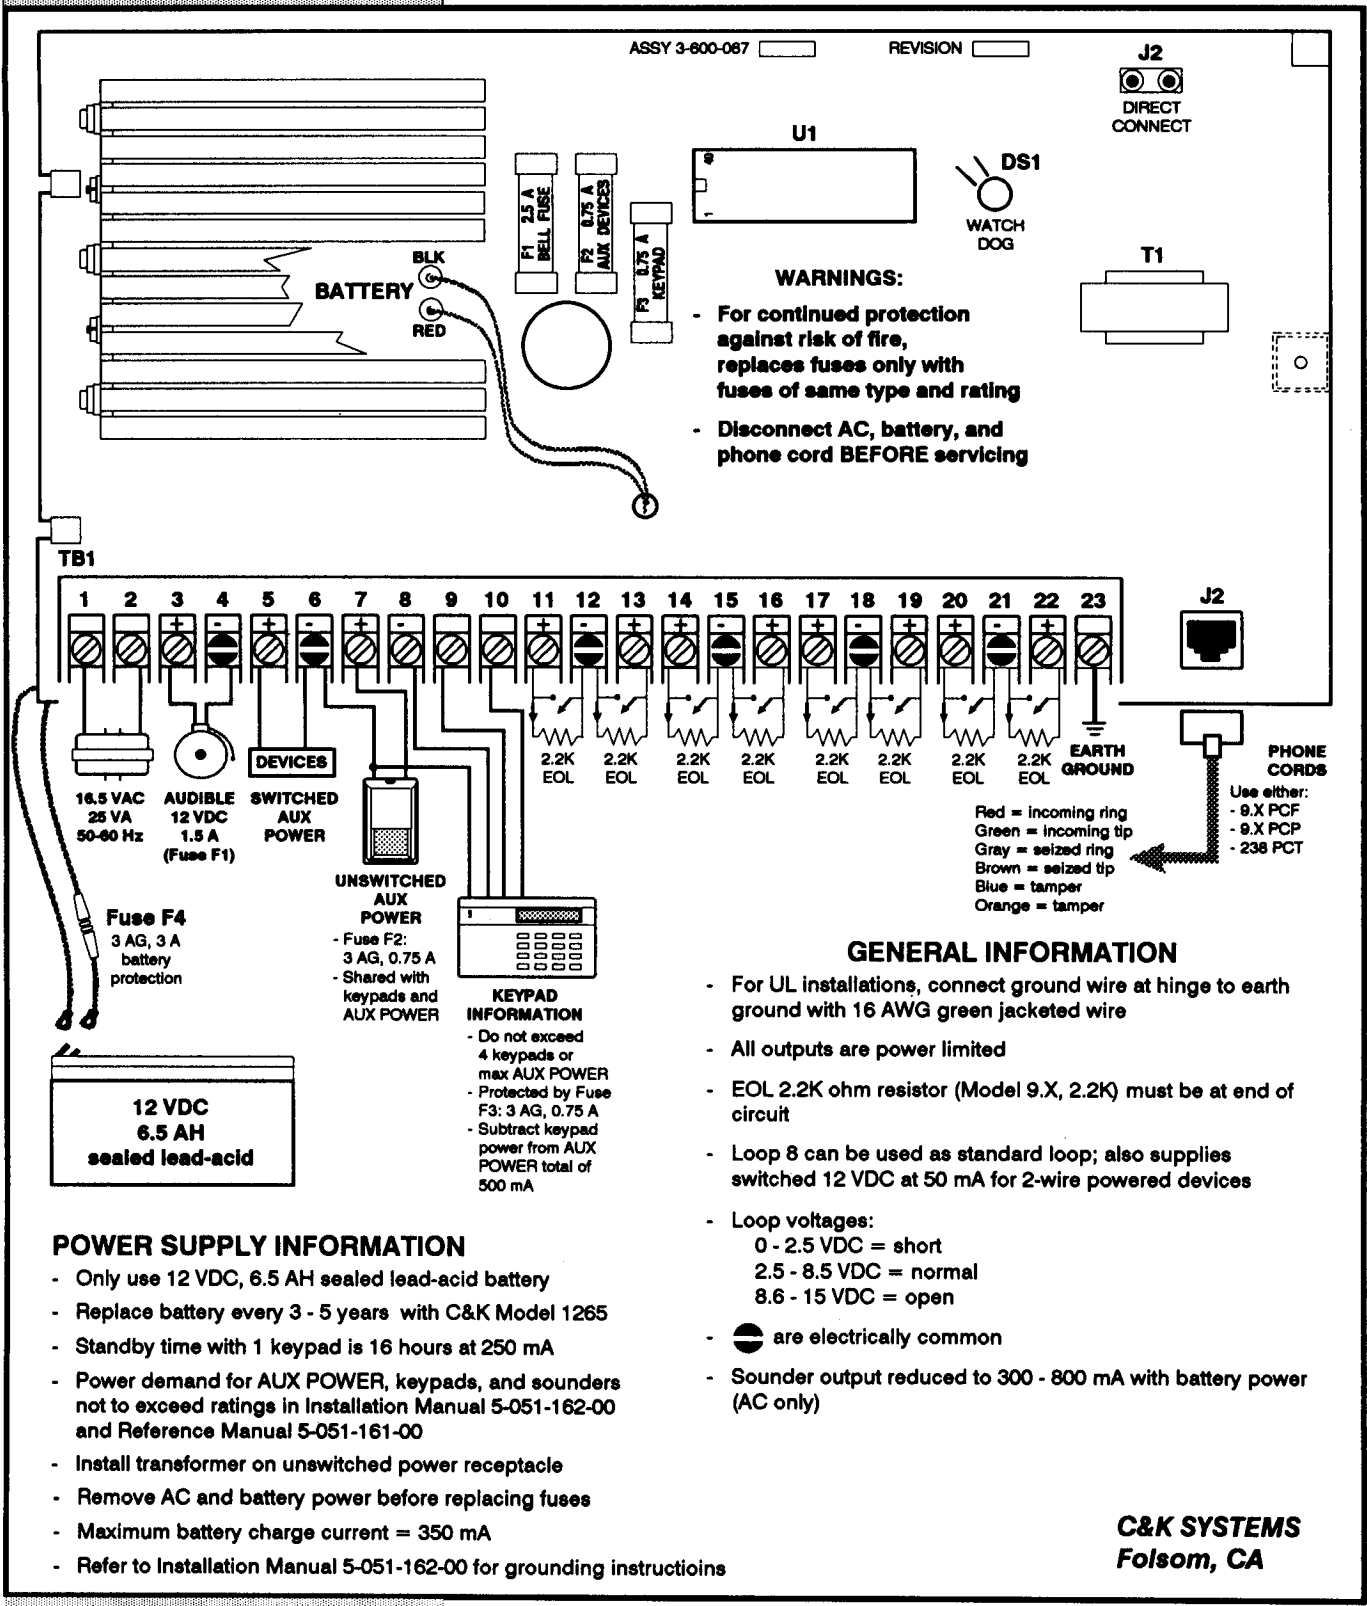 ASSY 3-600-067
REVISION
J2
DIRECT
CONNECT
U1
40
1
DS1
WATCH
DOG
F1 2.5 A
BELL FUSE
F2 0.75 A
AUX DEVICES
F3 0.75 A
KEYPAD
T1
BLK
BATTERY
RED
WARNINGS:
- For continued protection
against risk of fire,
replaces fuses only with
fuses of same type and rating
- Disconnect AC, battery, and
phone cord BEFORE servicing
TB1
1 2 3 4 5 6 7 8 9 10 11 12 13 14 15 16 17 18 19 20 21 22 23
+ - + - + - + - + + - + + - + + - +
J2
16.5 VAC
25 VA
50-60 Hz
AUDIBLE
12 VDC
1.5 A
(Fuse F1)
DEVICES
SWITCHED
AUX
POWER
2.2K
EOL
2.2K
EOL
2.2K
EOL
2.2K
EOL
2.2K
EOL
2.2K
EOL
2.2K
EOL
2.2K
EOL
EARTH
GROUND
PHONE
CORDS
Use either:
- 9.X PCF
- 9.X PCP
- 238 PCT
Red = incoming ring
Green = incoming tip
Gray = seized ring
Brown = seized tip
Blue = tamper
Orange = tamper
UNSWITCHED
AUX
POWER
- Fuse F2:
3 AG, 0.75 A
- Shared with
keypads and
AUX POWER
Fuse F4
3 AG, 3 A
battery
protection
KEYPAD
INFORMATION
- Do not exceed
4 keypads or
max AUX POWER
- Protected by Fuse
F3: 3 AG, 0.75 A
- Subtract keypad
power from AUX
POWER total of
500 mA
12 VDC
6.5 AH
sealed lead-acid
GENERAL INFORMATION
- For UL installations, connect ground wire at hinge to earth
ground with 16 AWG green jacketed wire
- All outputs are power limited
- EOL 2.2K ohm resistor (Model 9.X, 2.2K) must be at end of
circuit
- Loop 8 can be used as standard loop; also supplies
switched 12 VDC at 50 mA for 2-wire powered devices
- Loop voltages:
0 - 2.5 VDC = short
2.5 - 8.5 VDC = normal
8.6 - 15 VDC = open
- are electrically common
- Sounder output reduced to 300 - 800 mA with battery power
(AC only)
POWER SUPPLY INFORMATION
- Only use 12 VDC, 6.5 AH sealed lead-acid battery
- Replace battery every 3 - 5 years with C&K Model 1265
- Standby time with 1 keypad is 16 hours at 250 mA
- Power demand for AUX POWER, keypads, and sounders
not to exceed ratings in Installation Manual 5-051-162-00
and Reference Manual 5-051-161-00
- Install transformer on unswitched power receptacle
- Remove AC and battery power before replacing fuses
- Maximum battery charge current = 350 mA
- Refer to Installation Manual 5-051-162-00 for grounding instructioins
C&K SYSTEMS
Folsom, CA